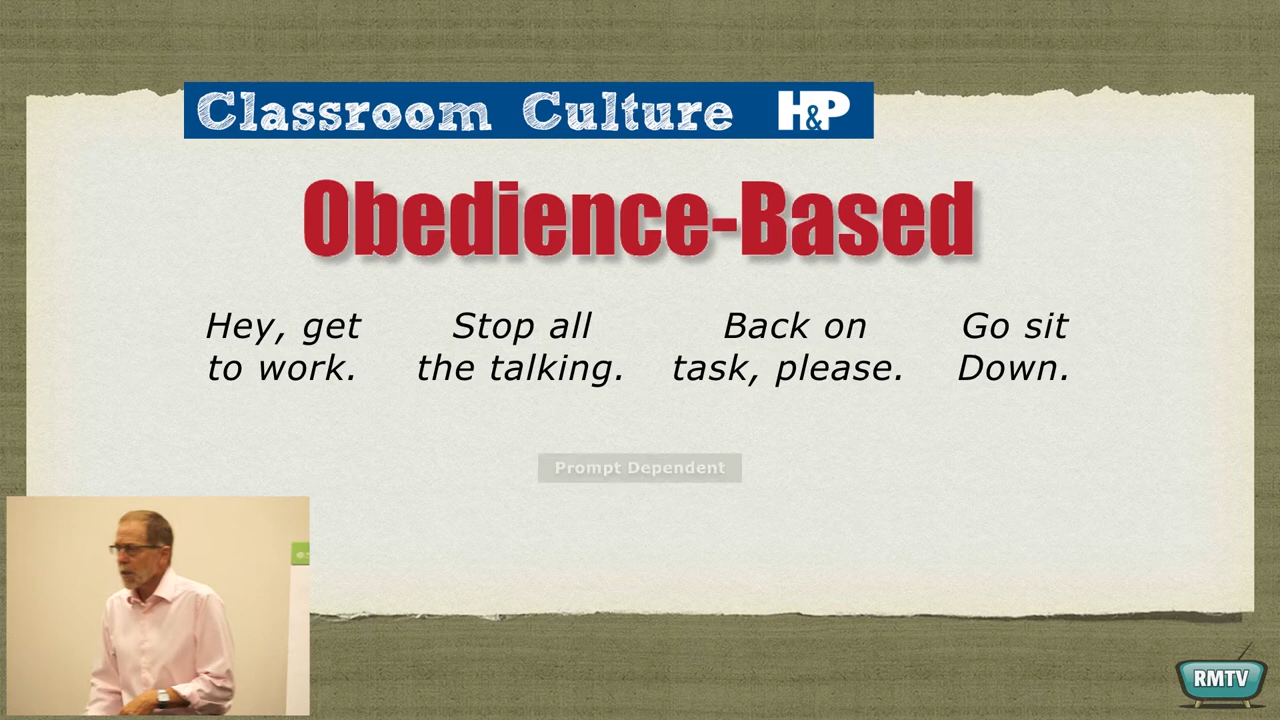 Classroom Culture H&P
Obedience-Based
Hey, get Stop all Back on Go sit
to work. the talking. task, please. Down.
Prompt Dependent
RMTV